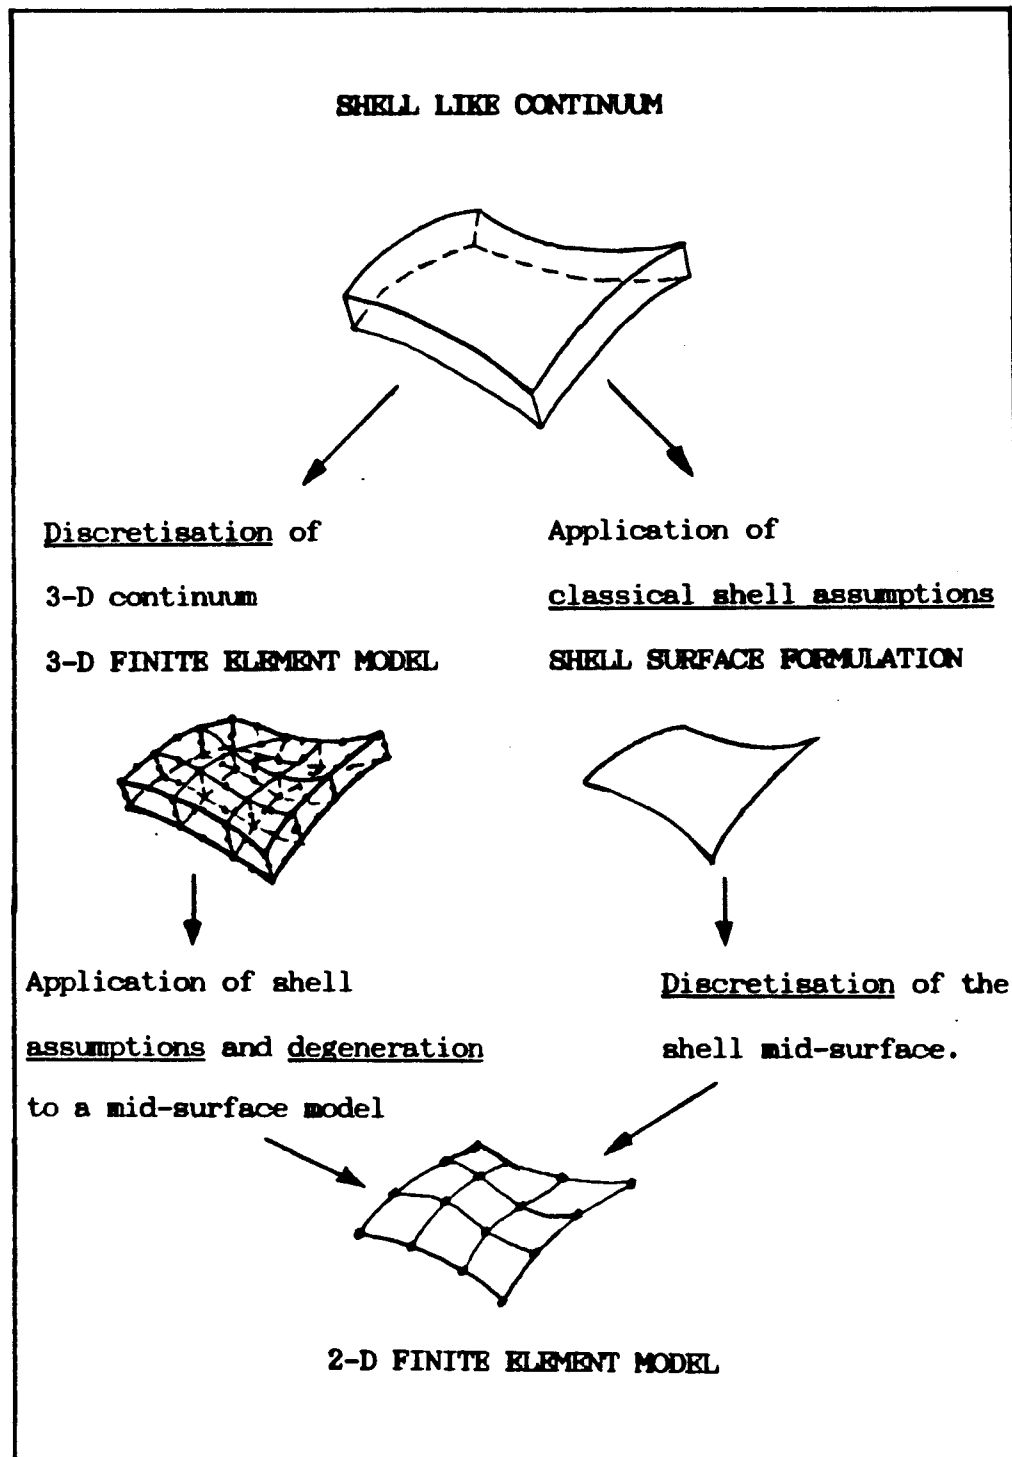 SHELL LIKE CONTINUUM
Discretisation of
3-D continuum
3-D FINITE ELEMENT MODEL
Application of
classical shell assumptions
SHELL SURFACE FORMULATION
Application of shell
assumptions and degeneration
to a mid-surface model
Discretisation of the
shell mid-surface.
2-D FINITE ELEMENT MODEL